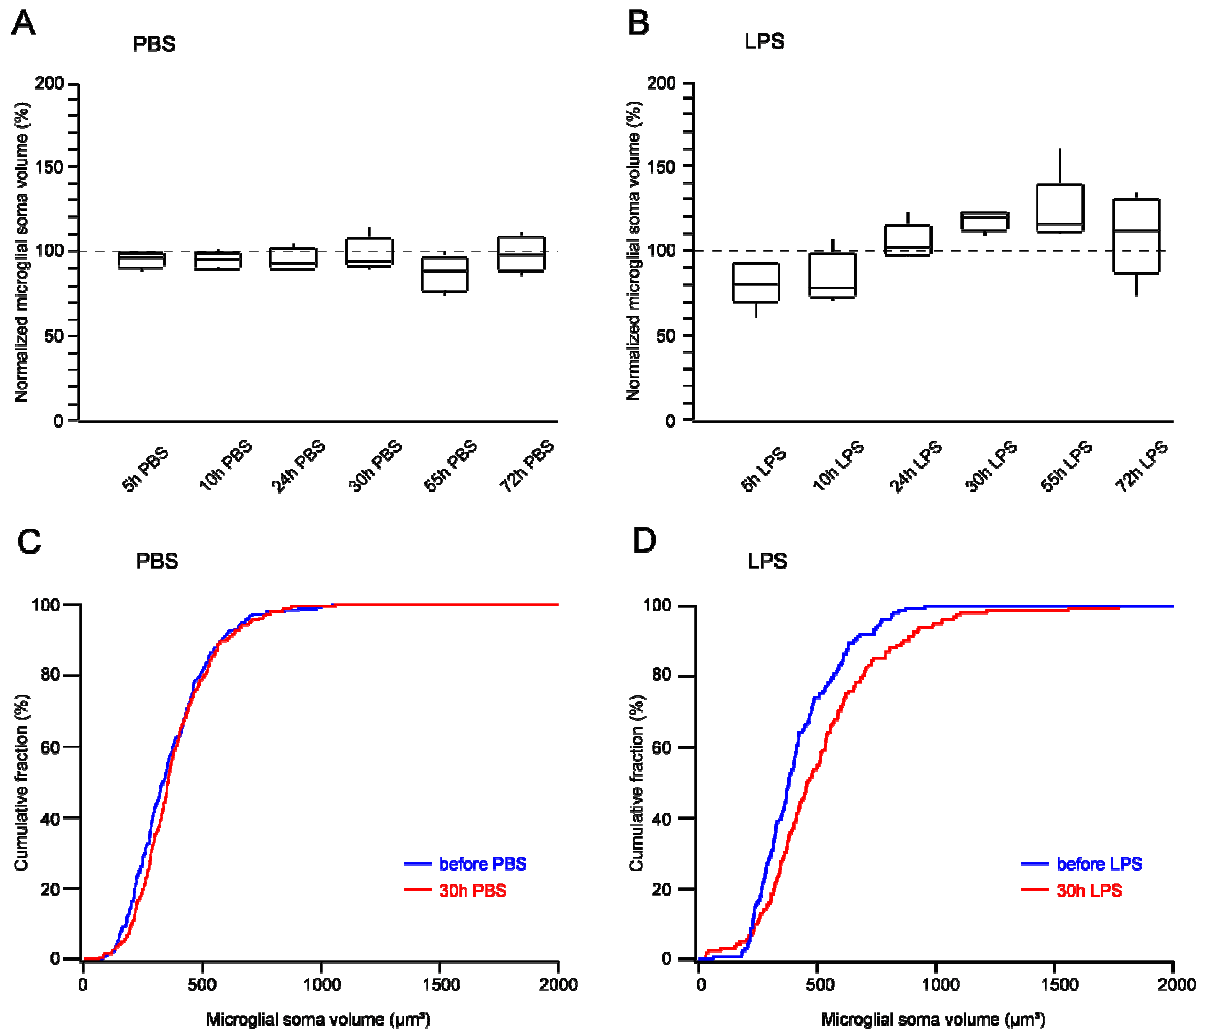 A
PBS
Normalized microglial soma volume (%)
200
150
100
50
0
5h PBS
10h PBS
24h PBS
30h PBS
55h PBS
72h PBS
B
LPS
Normalized microglial soma volume (%)
200
150
100
50
0
5h LPS
10h LPS
24h LPS
30h LPS
55h LPS
72h LPS
C
PBS
Cumulative fraction (%)
100
80
60
40
20
0
before PBS
30h PBS
0
500
1000
1500
2000
Microglial soma volume (µm³)
D
LPS
Cumulative fraction (%)
100
80
60
40
20
0
before LPS
30h LPS
0
500
1000
1500
2000
Microglial soma volume (µm³)